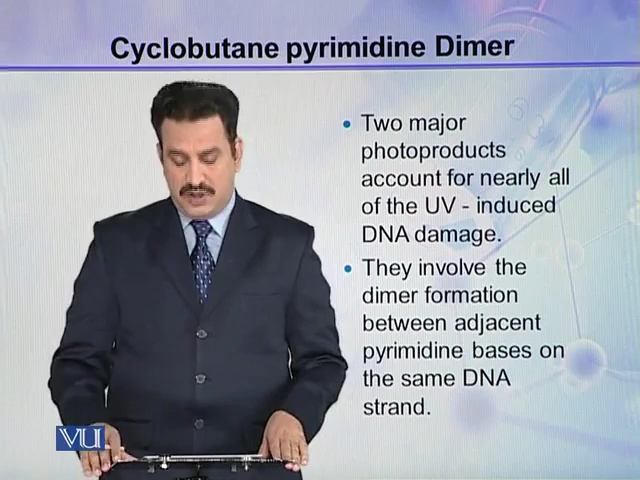 Cyclobutane pyrimidine Dimer
• Two major
photoproducts
account for nearly all
of the UV - induced
DNA damage.
• They involve the
dimer formation
between adjacent
pyrimidine bases on
the same DNA
strand.
VU